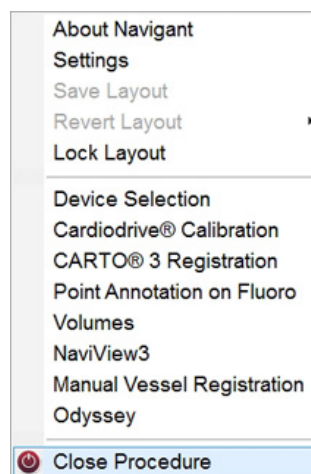 About Navigant
Settings
Save Layout
Revert Layout
Lock Layout
Device Selection
Cardiodrive® Calibration
CARTO® 3 Registration
Point Annotation on Fluoro
Volumes
NaviView3
Manual Vessel Registration
Odyssey
Close Procedure